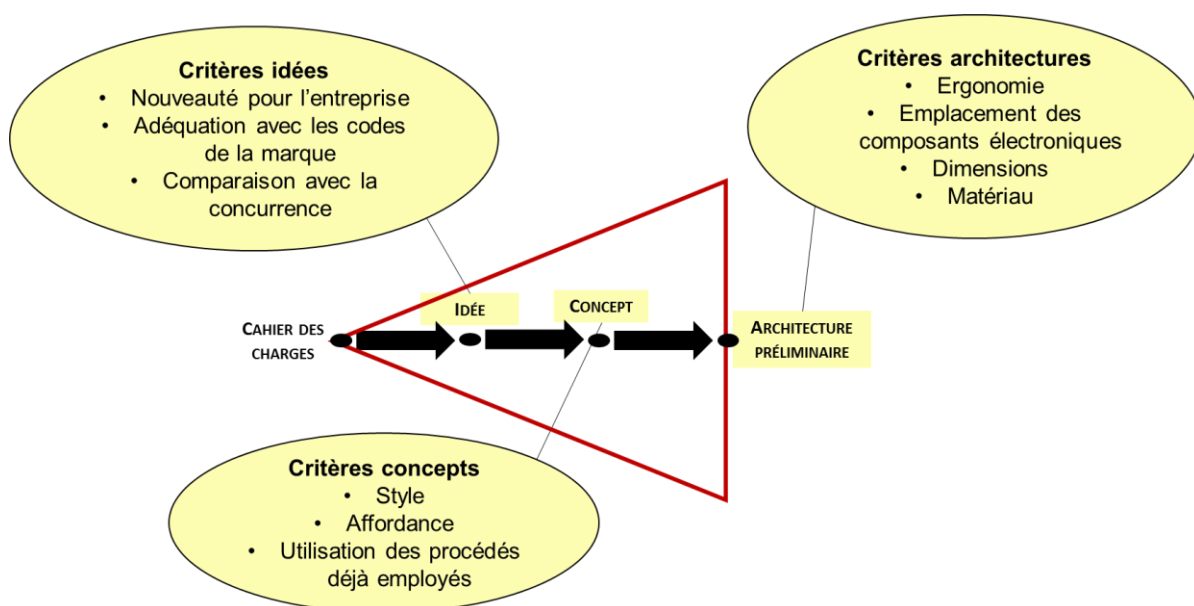 Critères idées
• Nouveauté pour l'entreprise
• Adéquation avec les codes
de la marque
• Comparaison avec la
concurrence
Critères architectures
• Ergonomie
• Emplacement des
composants électroniques
• Dimensions
• Matériau
CAHIER DES
CHARGES
IDÉE
CONCEPT
ARCHITECTURE
PRÉLIMINAIRE
Critères concepts
• Style
• Affordance
• Utilisation des procédés
déjà employés